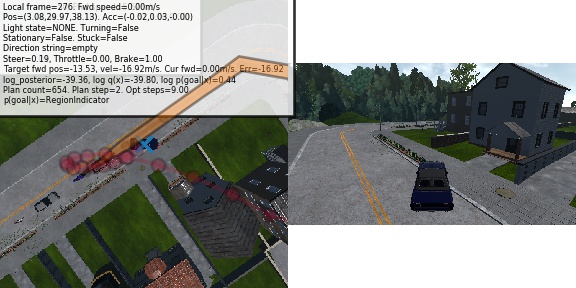 Local frame=276. Fwd speed=0.00m/s
Pos=(3.08,29.97,38.13). Acc=(-0.02,0.03,-0.00)
Light state=NONE. Turning=False
Stationary=False. Stuck=False
Direction string=empty
Steer=0.19, Throttle=0.00, Brake=1.00
Target fwd pos=-13.53, vel=-16.92m/s. Cur fwd=0.00m/s. Err=-16.92
log_posterior=-39.36, log q(x)=-39.80, log p(goal|x)=0.44
Plan count=654. Plan step=2. Opt steps=9.00
p(goal|x)=RegionIndicator